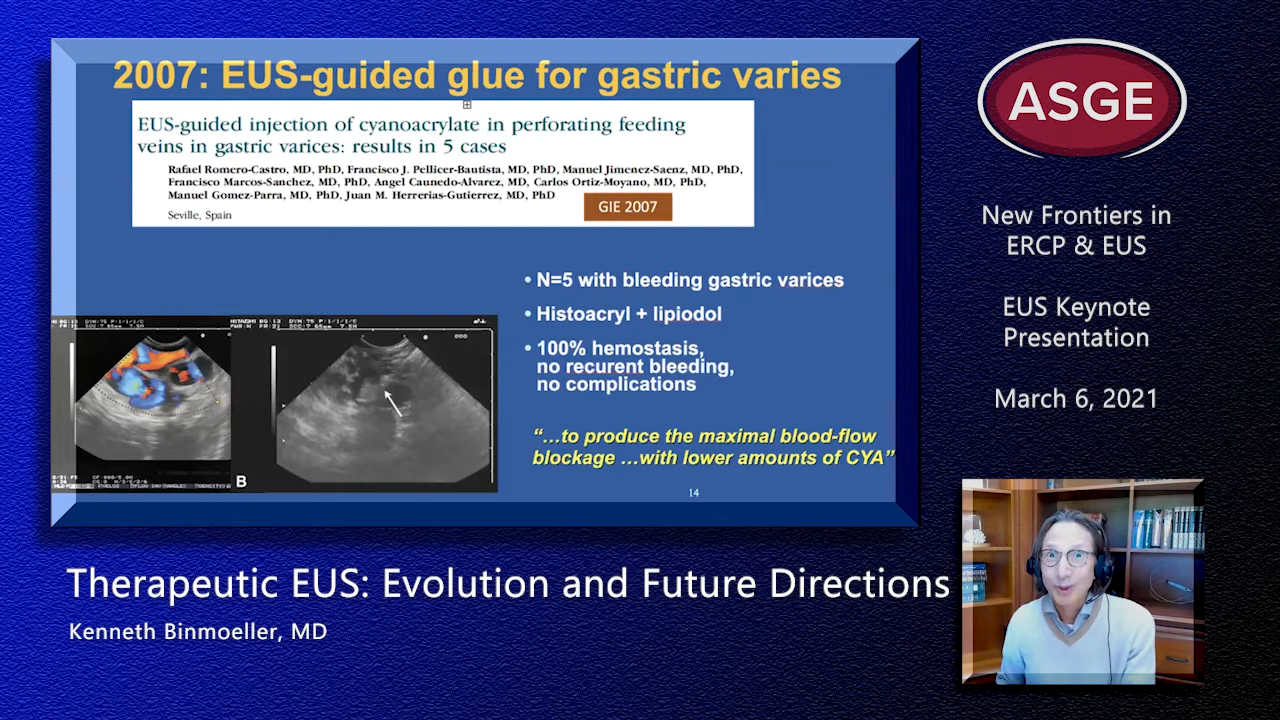 2007: EUS-guided glue for gastric varies
EUS-guided injection of cyanoacrylate in perforating feeding
veins in gastric varices: results in 5 cases
Rafael Romero-Castro, MD, PhD, Francisco J. Pellicer-Bautista, MD, PhD, Manuel Jimenez-Saenz, MD, PhD,
Francisco Marcos-Sanchez, MD, PhD, Angel Caunedo-Alvarez, MD, Carlos Ortiz-Moyano, MD, PhD,
Manuel Gomez-Parra, MD, PhD, Juan M. Herrerias-Gutierrez, MD, PhD
Seville, Spain
GIE 2007
• N=5 with bleeding gastric varices
• Histoacryl + lipiodol
• 100% hemostasis,
no recurent bleeding,
no complications
“…to produce the maximal blood-flow
blockage …with lower amounts of CYA”
B
14
ASGE
New Frontiers in
ERCP & EUS
EUS Keynote
Presentation
March 6, 2021
Therapeutic EUS: Evolution and Future Directions
Kenneth Binmoeller, MD